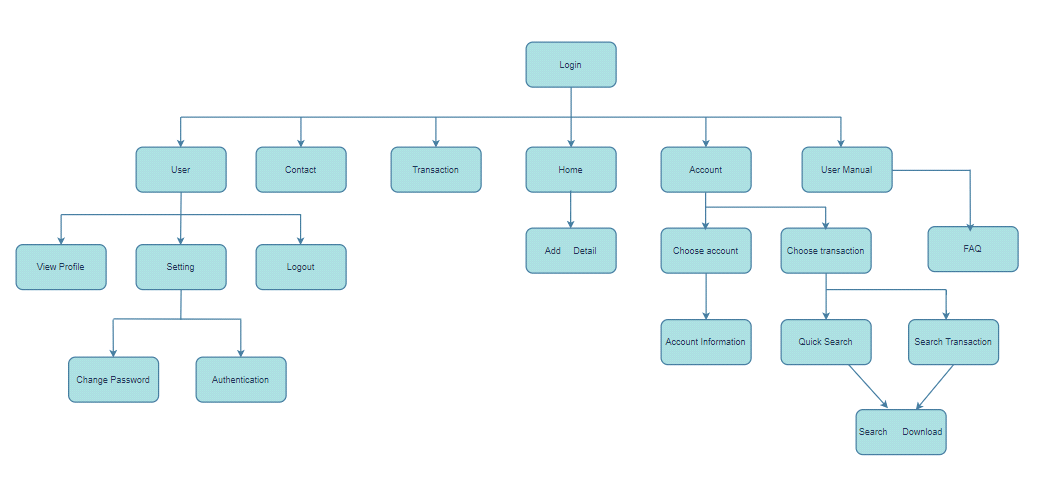 Login
User
Contact
Transaction
Home
Account
User Manual
View Profile
Setting
Logout
Add Detail
Choose account
Choose transaction
FAQ
Account Information
Quick Search
Search Transaction
Change Password
Authentication
Search Download